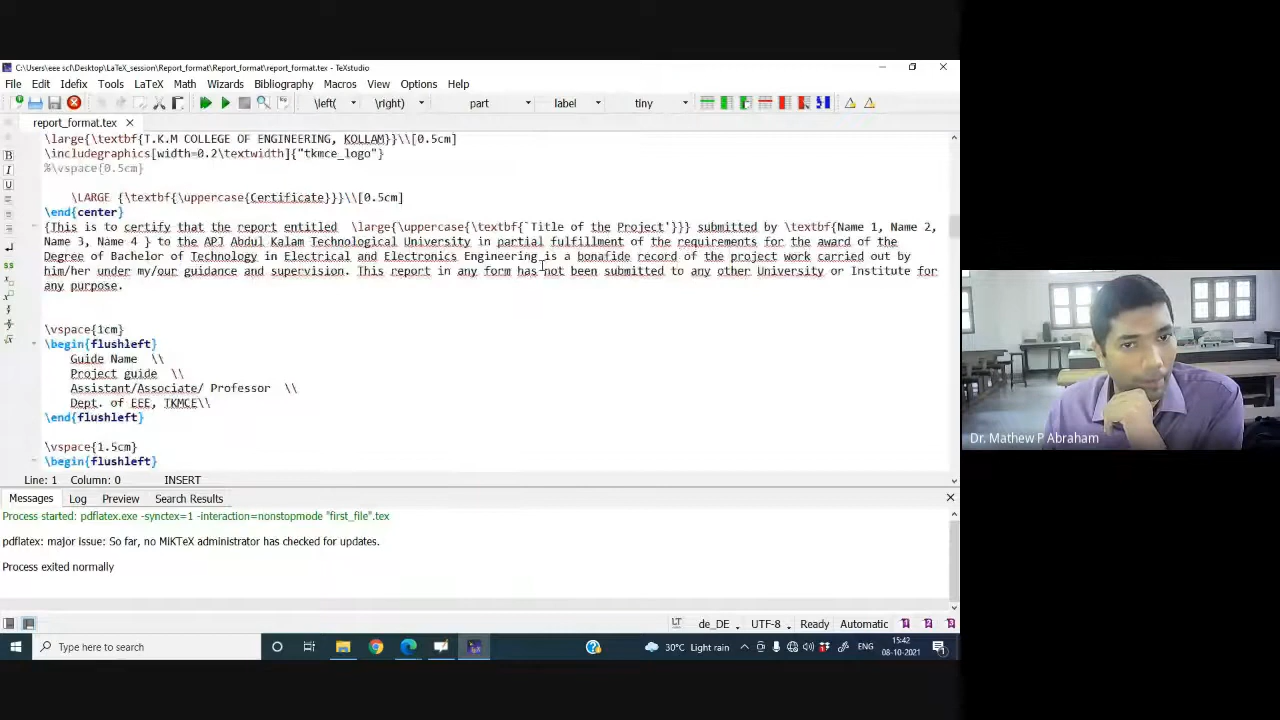 C:\Users\eee scl\Desktop\LaTeX_session\Report_format\Report_format\report_format.tex - TeXstudio
File Edit Idefix Tools LaTeX Math Wizards Bibliography Macros View Options Help
\left( \right) part label tiny
report_format.tex
\large{\textbf{T.K.M COLLEGE OF ENGINEERING, KOLLAM}}\\[0.5cm]
\includegraphics[width=0.2\textwidth]{"tkmce_logo"}
%\vspace{0.5cm}
\LARGE {\textbf{\uppercase{Certificate}}}\\[0.5cm]
\end{center}
{This is to certify that the report entitled \large{\uppercase{\textbf{`Title of the Project'}}} submitted by \textbf{Name 1, Name 2,
Name 3, Name 4 } to the APJ Abdul Kalam Technological University in partial fulfillment of the requirements for the award of the
Degree of Bachelor of Technology in Electrical and Electronics Engineering is a bonafide record of the project work carried out by
him/her under my/our guidance and supervision. This report in any form has not been submitted to any other University or Institute for
any purpose.
\vspace{1cm}
\begin{flushleft}
Guide Name \\
Project guide \\
Assistant/Associate/ Professor \\
Dept. of EEE, TKMCE\\
\end{flushleft}
\vspace{1.5cm}
\begin{flushleft}
Line: 1 Column: 0 INSERT
Messages Log Preview Search Results
Process started: pdflatex.exe -synctex=1 -interaction=nonstopmode "first_file".tex
pdflatex: major issue: So far, no MiKTeX administrator has checked for updates.
Process exited normally
LT de_DE UTF-8 Ready Automatic
Type here to search
30°C Light rain
ENG
15:42
08-10-2021
Dr. Mathew P Abraham